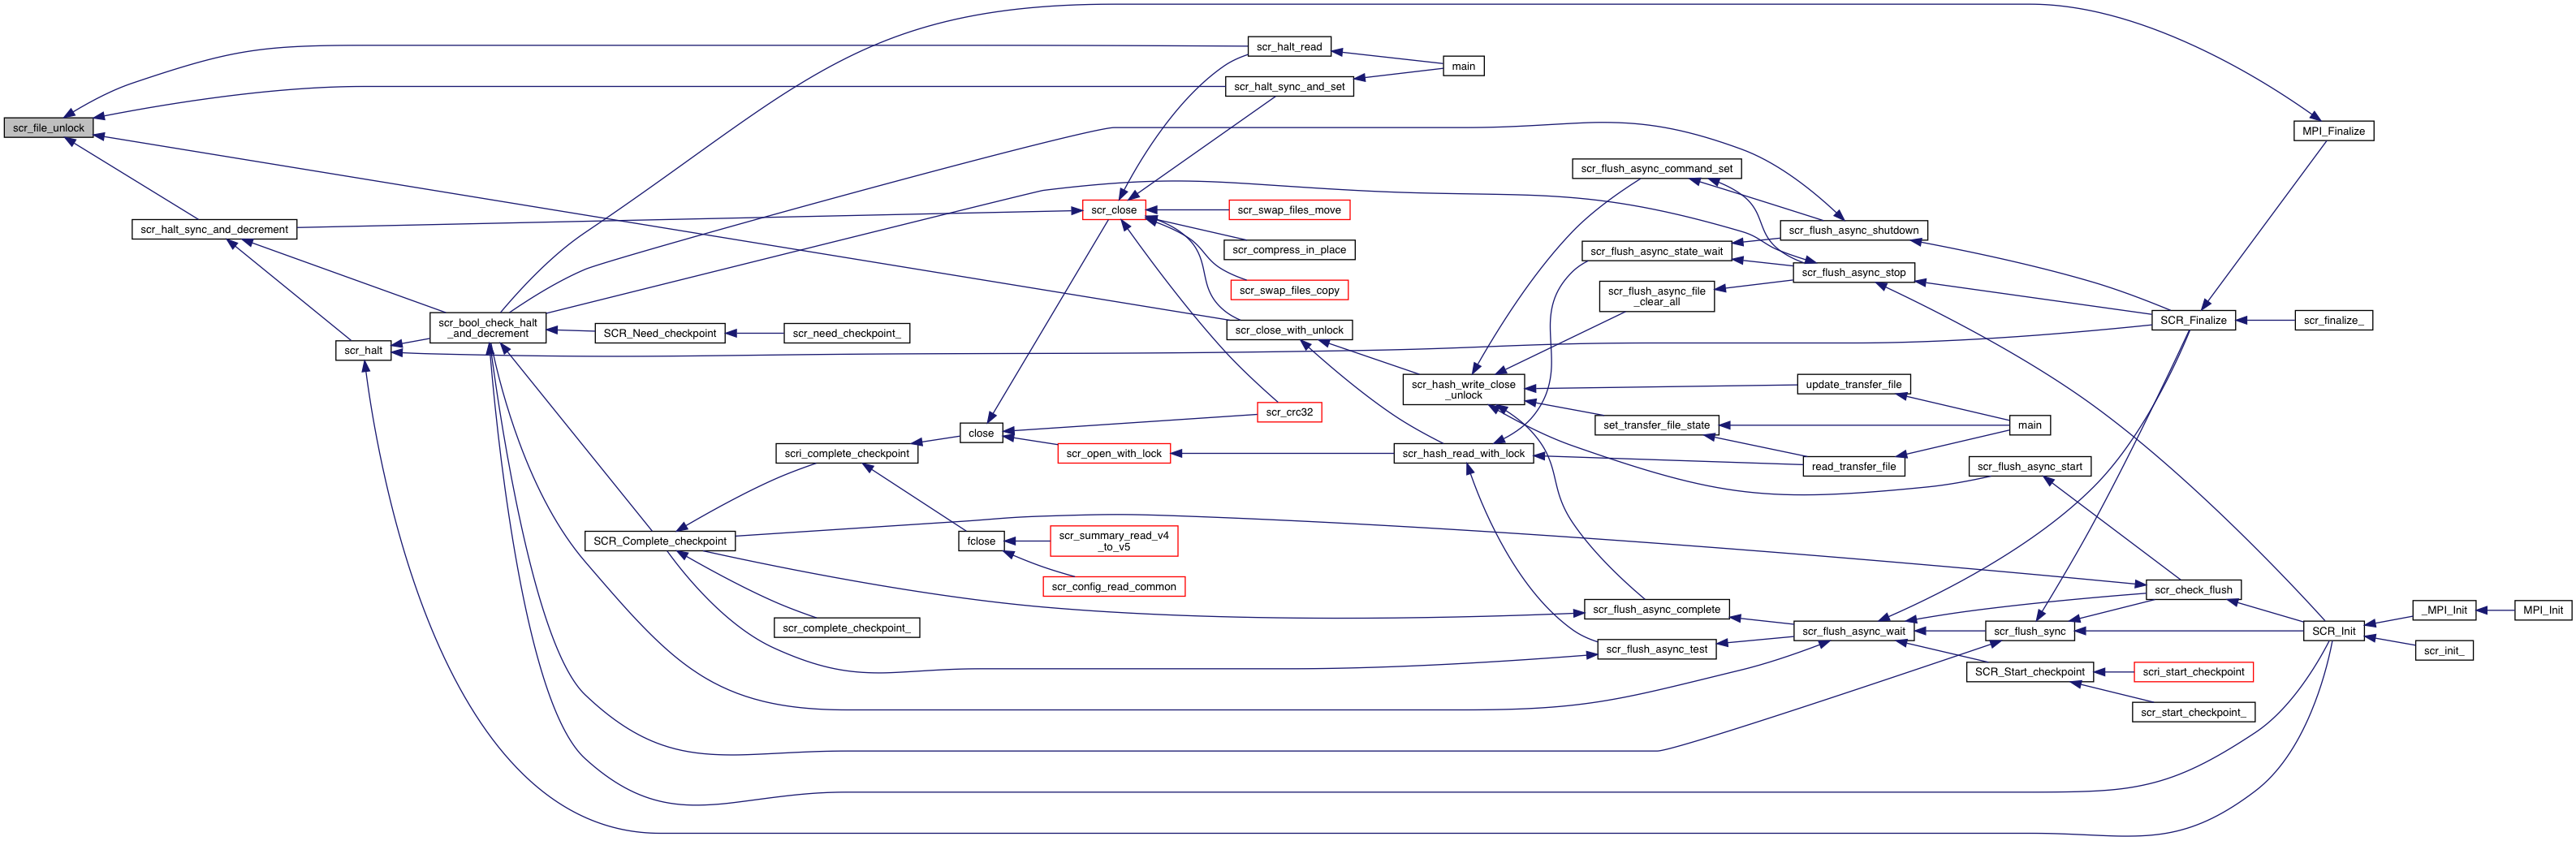 scr_file_unlock
scr_halt_sync_and_decrement
scr_halt
scr_bool_check_halt
_and_decrement
SCR_Need_checkpoint
scr_need_checkpoint_
SCR_Complete_checkpoint
scri_complete_checkpoint
scr_complete_checkpoint_
close
fclose
scr_summary_read_v4
_to_v5
scr_config_read_common
scr_open_with_lock
scr_close
scr_halt_read
scr_halt_sync_and_set
main
scr_swap_files_move
scr_compress_in_place
scr_swap_files_copy
scr_close_with_unlock
scr_crc32
scr_hash_write_close
_unlock
scr_hash_read_with_lock
scr_flush_async_command_set
scr_flush_async_state_wait
scr_flush_async_file
_clear_all
scr_flush_async_shutdown
scr_flush_async_stop
update_transfer_file
set_transfer_file_state
read_transfer_file
main
scr_flush_async_start
scr_flush_async_complete
scr_flush_async_test
scr_flush_async_wait
scr_flush_sync
SCR_Start_checkpoint
scri_start_checkpoint
scr_start_checkpoint_
scr_check_flush
MPI_Finalize
SCR_Finalize
scr_finalize_
SCR_Init
_MPI_Init
MPI_Init
scr_init_